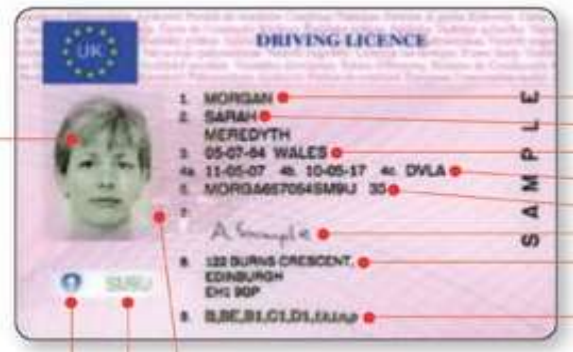 UK
DRIVING LICENCE
1. MORGAN
2. SARAH
MEREDYTH
3. 05-07-54 WALES
4a. 11-05-07 4b. 10-05-17 4c. DVLA
5. MORGA657054SM9IJ 35
7.
A Sample
8. 122 BURNS CRESCENT,
EDINBURGH
EH1 9GP
9. B,BE,B1,C1,D1,f,k,l,n,p
SAMPLE